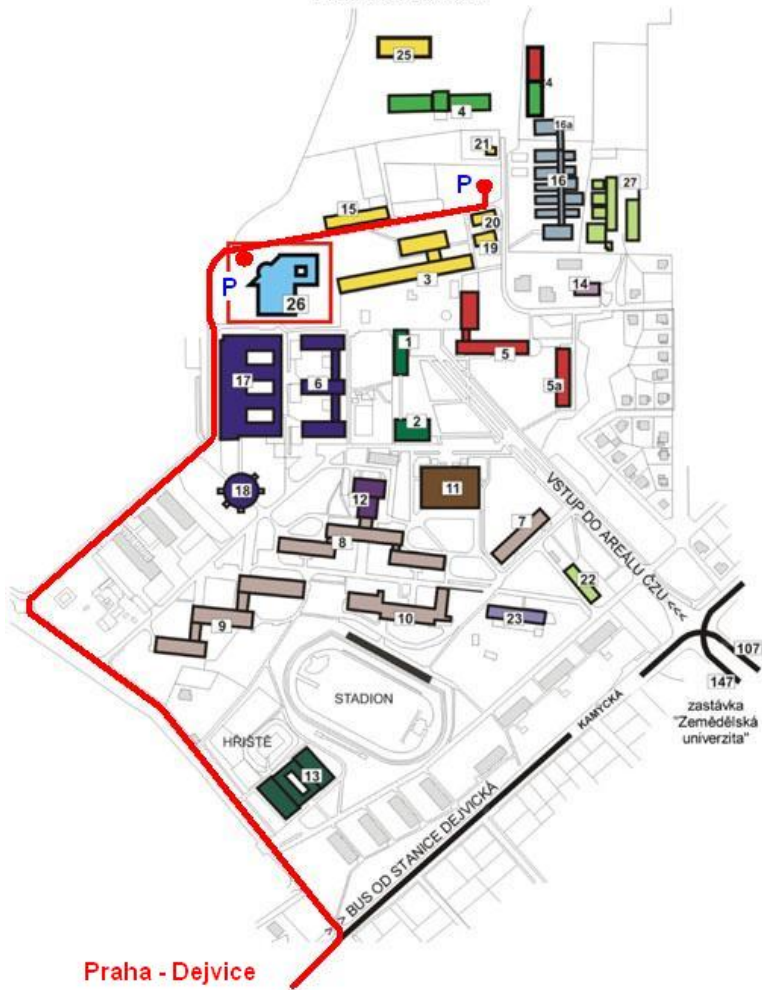 25
4
4
16a
21
P
16
27
15
20
19
3
14
P
26
1
5
17
6
5a
2
18
12
11
7
VSTUP DO AREÁLU ČZU <<<
8
22
9
10
23
107
147
STADION
KAMÝCKÁ
zastávka
"Zemědělská
univerzita"
HŘIŠTĚ
13
BUS OD STANICE DEJVICKÁ
Praha - Dejvice